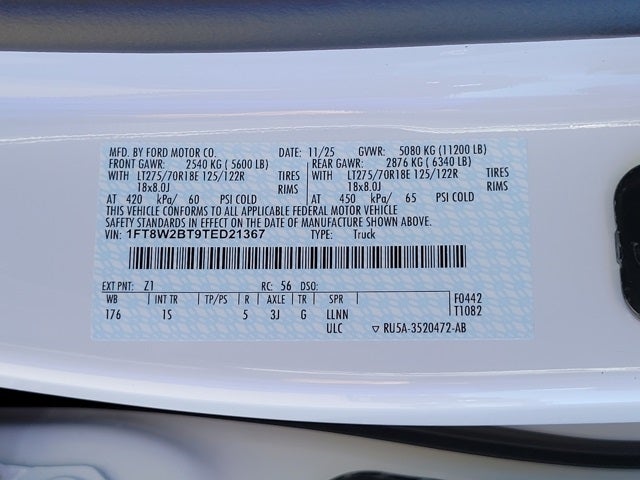 MFD. BY FORD MOTOR CO. DATE: 11/25 GVWR: 5080 KG (11200 LB)
FRONT GAWR: 2540 KG ( 5600 LB) REAR GAWR: 2876 KG ( 6340 LB)
WITH LT275/70R18E 125/122R TIRES WITH LT275/70R18E 125/122R TIRES
18x8.0J RIMS 18x8.0J RIMS
AT 420 kPa/ 60 PSI COLD AT 450 kPa/ 65 PSI COLD
THIS VEHICLE CONFORMS TO ALL APPLICABLE FEDERAL MOTOR VEHICLE
SAFETY STANDARDS IN EFFECT ON THE DATE OF MANUFACTURE SHOWN ABOVE.
VIN: 1FT8W2BT9TED21367 TYPE: Truck
EXT PNT: Z1 RC: 56 DSO:
WB INT TR TP/PS R AXLE TR SPR F0442
176 1S 5 3J G LLNN T1082
ULC ▽ RU5A-3520472-AB